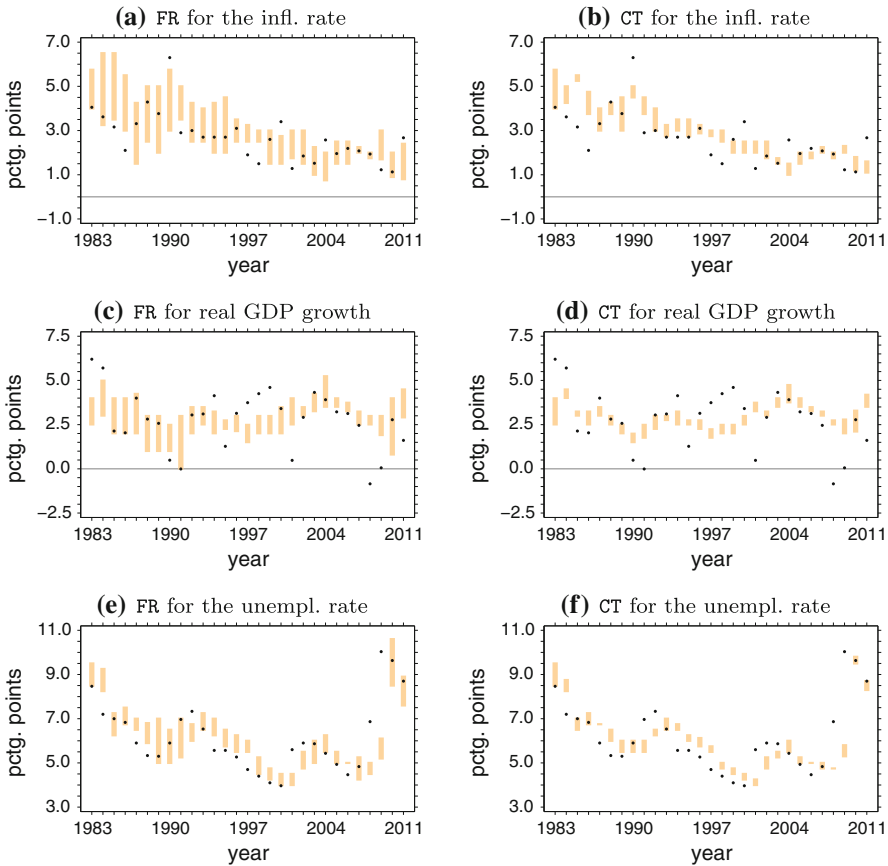 (a) FR for the infl. rate
7.0
5.0
3.0
1.0
−1.0
pctg. points
1983 1990 1997 2004 2011
year
(b) CT for the infl. rate
7.0
5.0
3.0
1.0
−1.0
pctg. points
1983 1990 1997 2004 2011
year
(c) FR for real GDP growth
7.5
5.0
2.5
0.0
−2.5
pctg. points
1983 1990 1997 2004 2011
year
(d) CT for real GDP growth
7.5
5.0
2.5
0.0
−2.5
pctg. points
1983 1990 1997 2004 2011
year
(e) FR for the unempl. rate
11.0
9.0
7.0
5.0
3.0
pctg. points
1983 1990 1997 2004 2011
year
(f) CT for the unempl. rate
11.0
9.0
7.0
5.0
3.0
pctg. points
1983 1990 1997 2004 2011
year